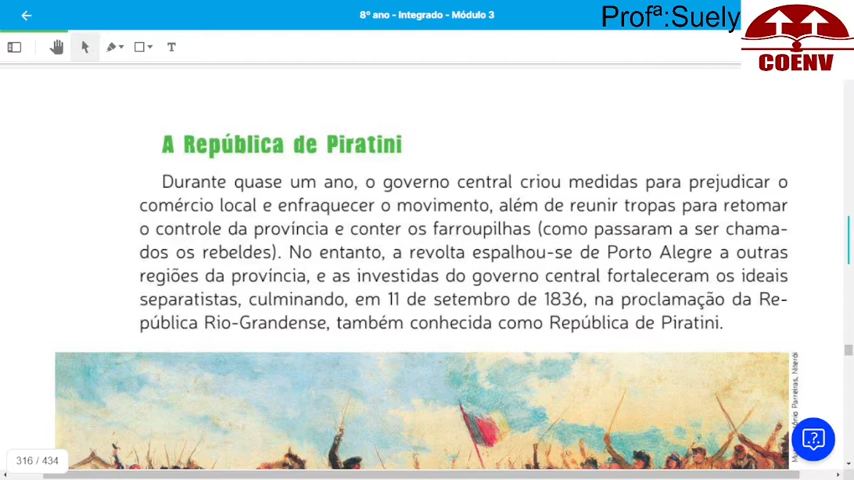 8º ano - Integrado - Módulo 3
Profª:Suely
COENV
T
A República de Piratini
Durante quase um ano, o governo central criou medidas para prejudicar o
comércio local e enfraquecer o movimento, além de reunir tropas para retomar
o controle da província e conter os farroupilhas (como passaram a ser chama-
dos os rebeldes). No entanto, a revolta espalhou-se de Porto Alegre a outras
regiões da província, e as investidas do governo central fortaleceram os ideais
separatistas, culminando, em 11 de setembro de 1836, na proclamação da Re-
pública Rio-Grandense, também conhecida como República de Piratini.
Parreiras, Niterói
316 / 434